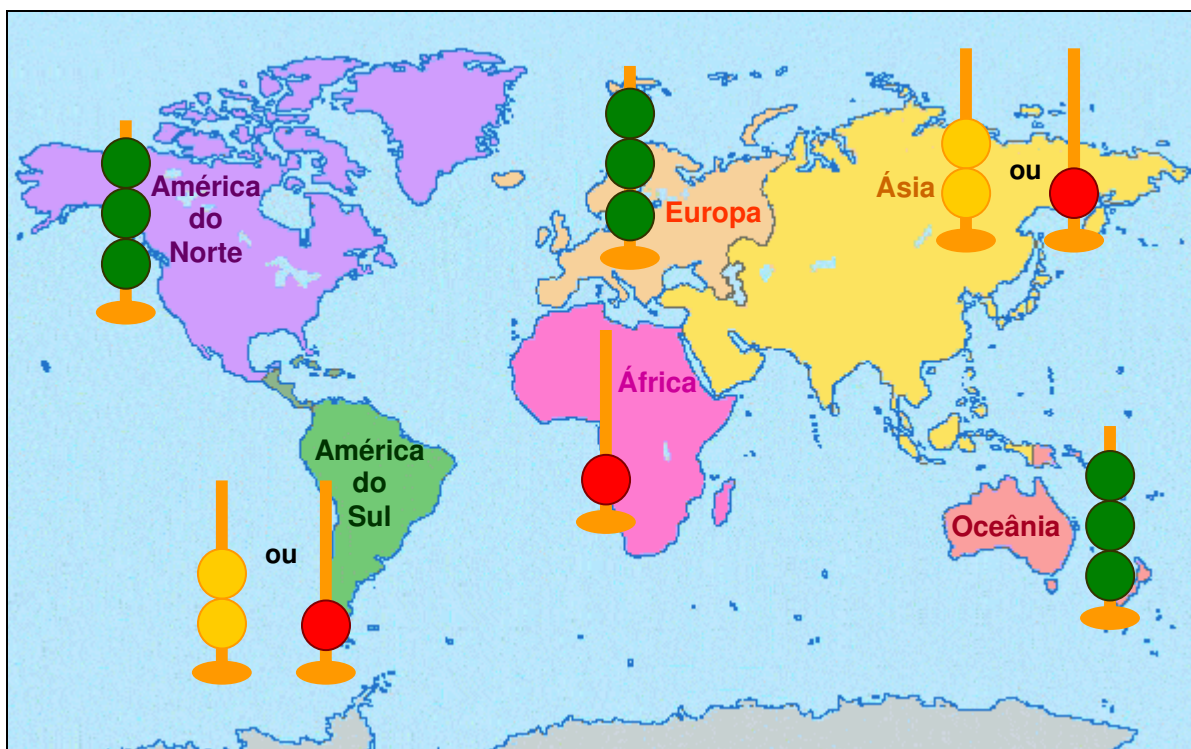 América
do
Norte
Europa
Ásia
ou
África
América
do
Sul
ou
Oceânia